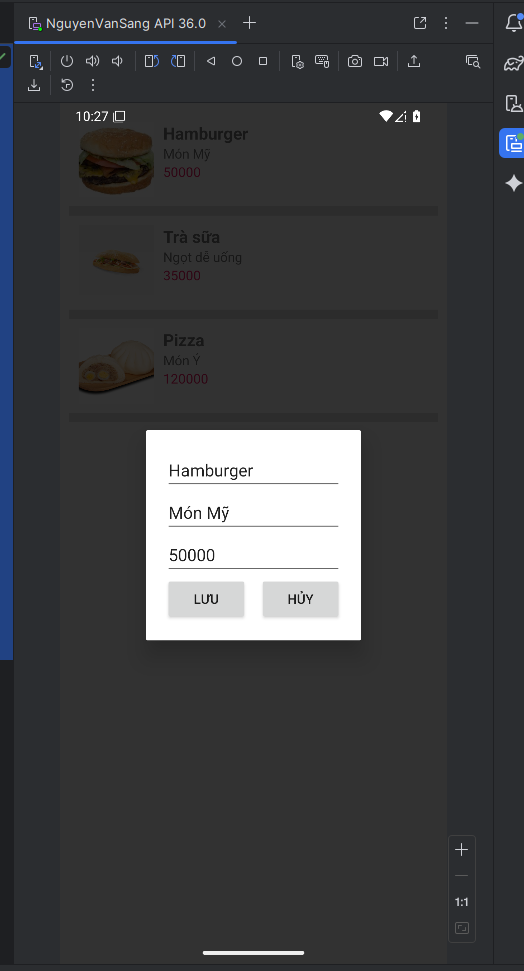 NguyenVanSang API 36.0
10:27
Hamburger
Món Mỹ
50000
Trà sữa
Ngọt dễ uống
35000
Pizza
Món Ý
120000
Hamburger
Món Mỹ
50000
LƯU
HỦY
1:1